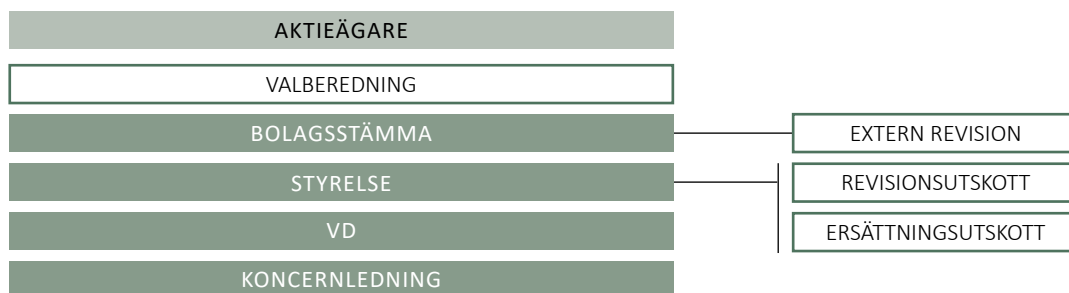 AKTIEÄGARE
VALBEREDNING
BOLAGSSTÄMMA
EXTERN REVISION
STYRELSE
REVISIONSUTSKOTT
VD
ERSÄTTNINGSUTSKOTT
KONCERNLEDNING